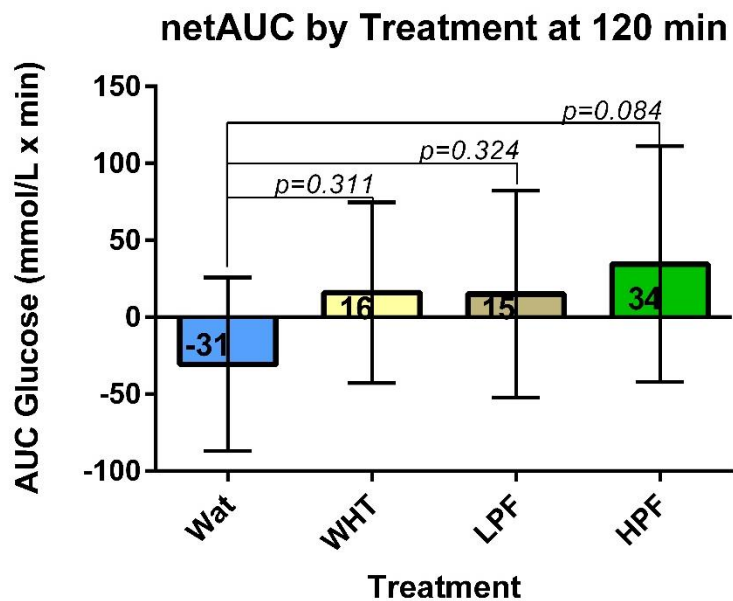 netAUC by Treatment at 120 min
AUC Glucose (mmol/L x min)
150
100
50
0
-50
-100
p=0.084
p=0.324
p=0.311
-31
16
15
34
Wat
WHT
LPF
HPF
Treatment